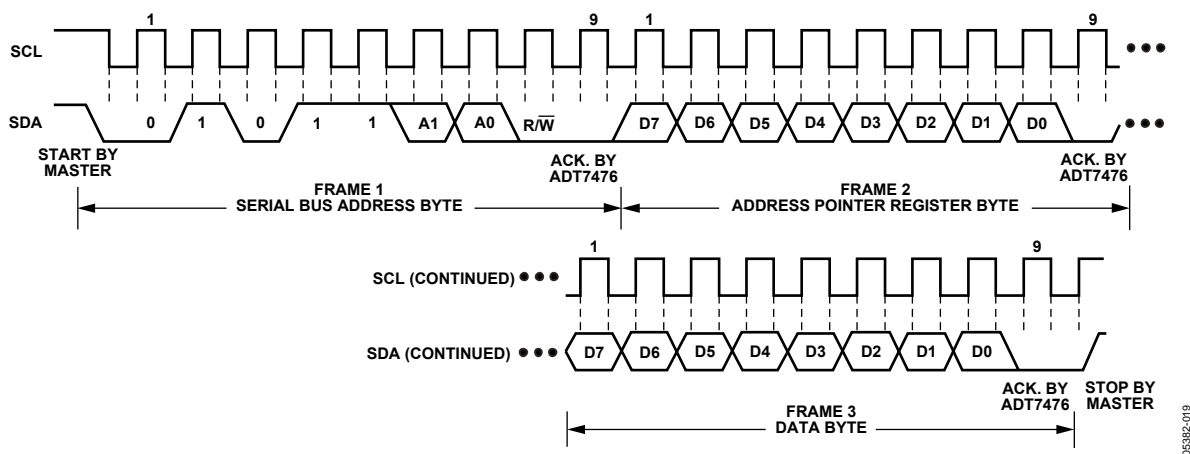 1 9 1 9
SCL
SDA 0 1 0 1 1 A1 A0 R/W̅ D7 D6 D5 D4 D3 D2 D1 D0
START BY
MASTER
ACK. BY
ADT7476
ACK. BY
ADT7476
FRAME 1
SERIAL BUS ADDRESS BYTE
FRAME 2
ADDRESS POINTER REGISTER BYTE
1 9
SCL (CONTINUED)
SDA (CONTINUED) D7 D6 D5 D4 D3 D2 D1 D0
ACK. BY
ADT7476
STOP BY
MASTER
FRAME 3
DATA BYTE
05382-019